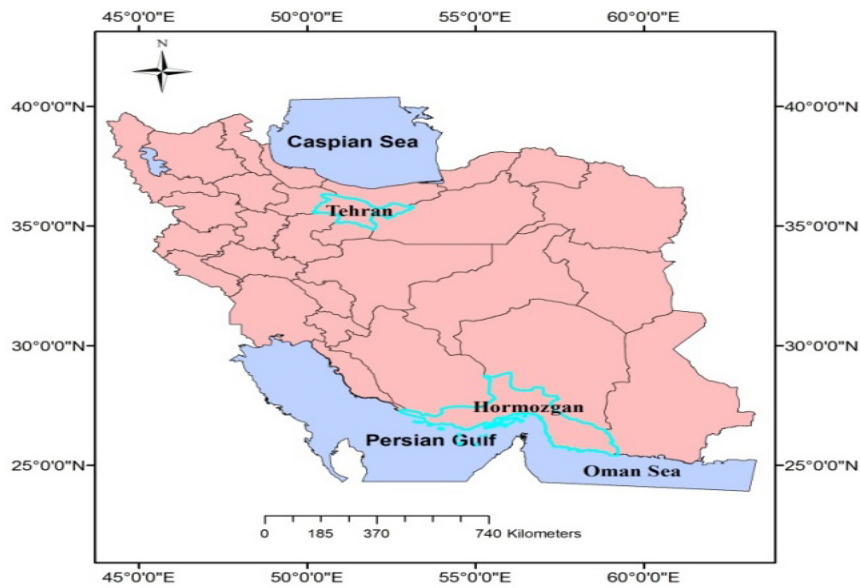 45°0'0"E 50°0'0"E 55°0'0"E 60°0'0"E
N
40°0'0"N 40°0'0"N
Caspian Sea
Tehran
35°0'0"N 35°0'0"N
30°0'0"N 30°0'0"N
Hormozgan
Persian Gulf
25°0'0"N 25°0'0"N
Oman Sea
0 185 370 740 Kilometers
45°0'0"E 50°0'0"E 55°0'0"E 60°0'0"E